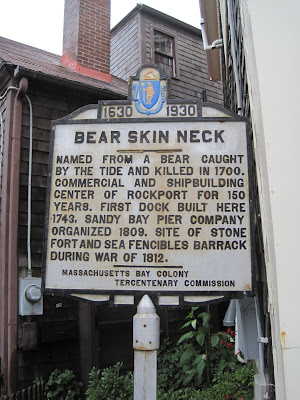 1630 1930
BEAR SKIN NECK
NAMED FROM A BEAR CAUGHT
BY THE TIDE AND KILLED IN 1700.
COMMERCIAL AND SHIPBUILDING
CENTER OF ROCKPORT FOR 150
YEARS. FIRST DOCK BUILT HERE
1743. SANDY BAY PIER COMPANY
ORGANIZED 1809. SITE OF STONE
FORT AND SEA FENCIBLES BARRACK
DURING WAR OF 1812.
MASSACHUSETTS BAY COLONY
TERCENTENARY COMMISSION